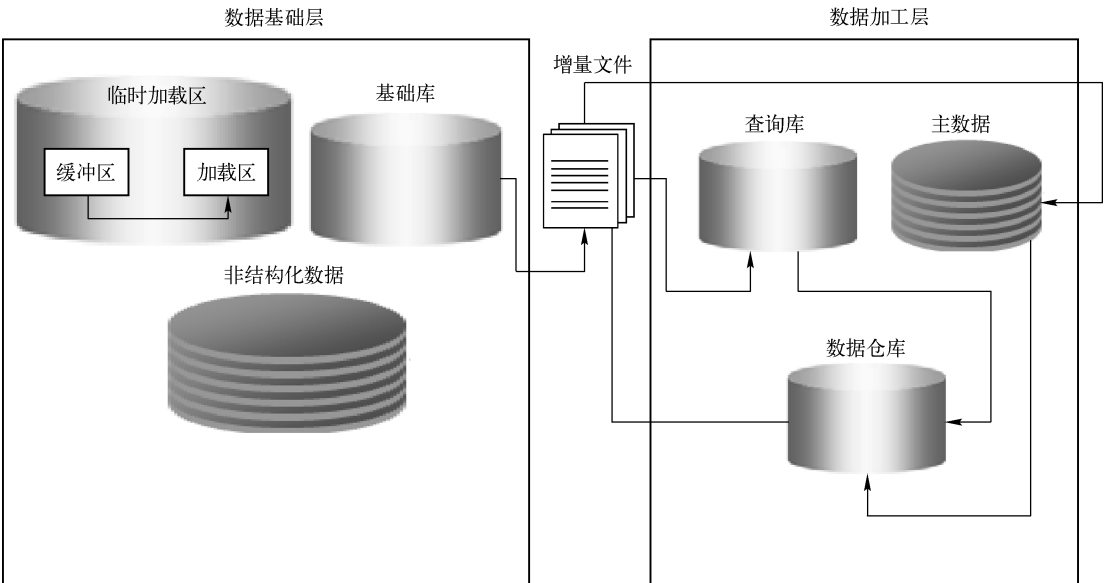 数据基础层
数据加工层
临时加载区
缓冲区
加载区
基础库
非结构化数据
增量文件
查询库
主数据
数据仓库